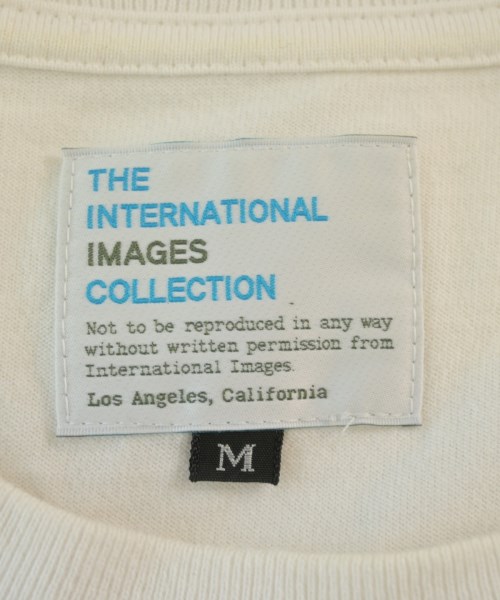 THE
INTERNATIONAL
IMAGES
COLLECTION
Not to be reproduced in any way
without written permission from
International Images.
Los Angeles, California
M